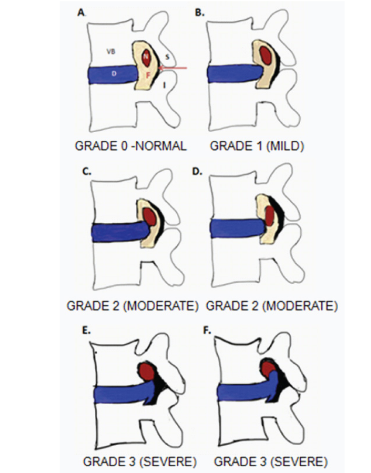 A. B.
VB N S
D F I
GRADE 0 -NORMAL GRADE 1 (MILD)
C. D.
GRADE 2 (MODERATE) GRADE 2 (MODERATE)
E. F.
GRADE 3 (SEVERE) GRADE 3 (SEVERE)